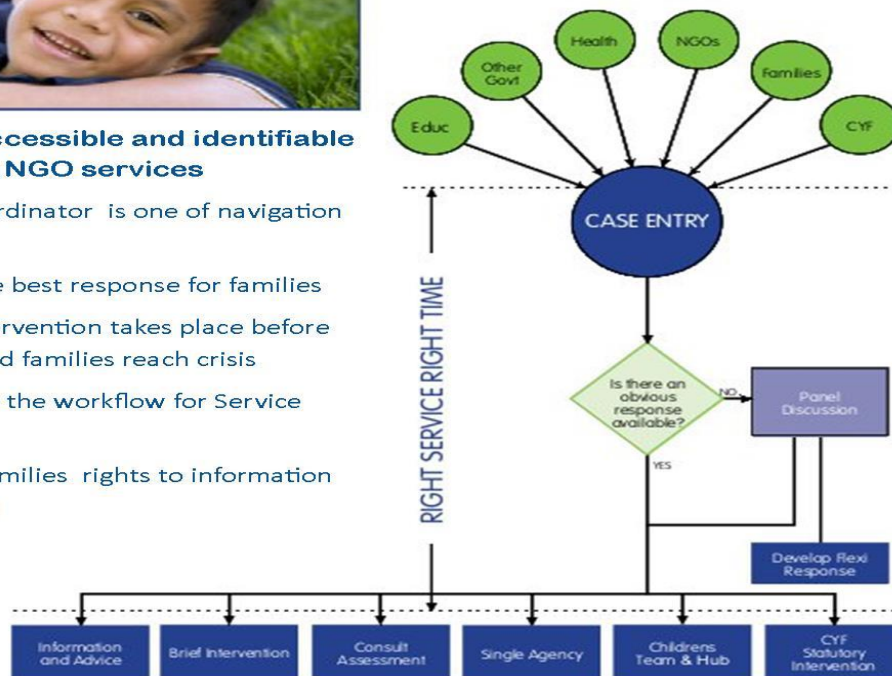 ccessible and identifiable
NGO services
rdinator is one of navigation
e best response for families
ervention takes place before
d families reach crisis
the workflow for Service
milies rights to information
Educ
Other
Govt
Health
NGOs
Families
CYF
CASE ENTRY
RIGHT SERVICE RIGHT TIME
Is there an
obvious
response
available?
NO
YES
Panel
Discussion
Develop Flexi
Response
Information
and Advice
Brief Intervention
Consult
Assessment
Single Agency
Childrens
Team & Hub
CYF
Statutory
Intervention